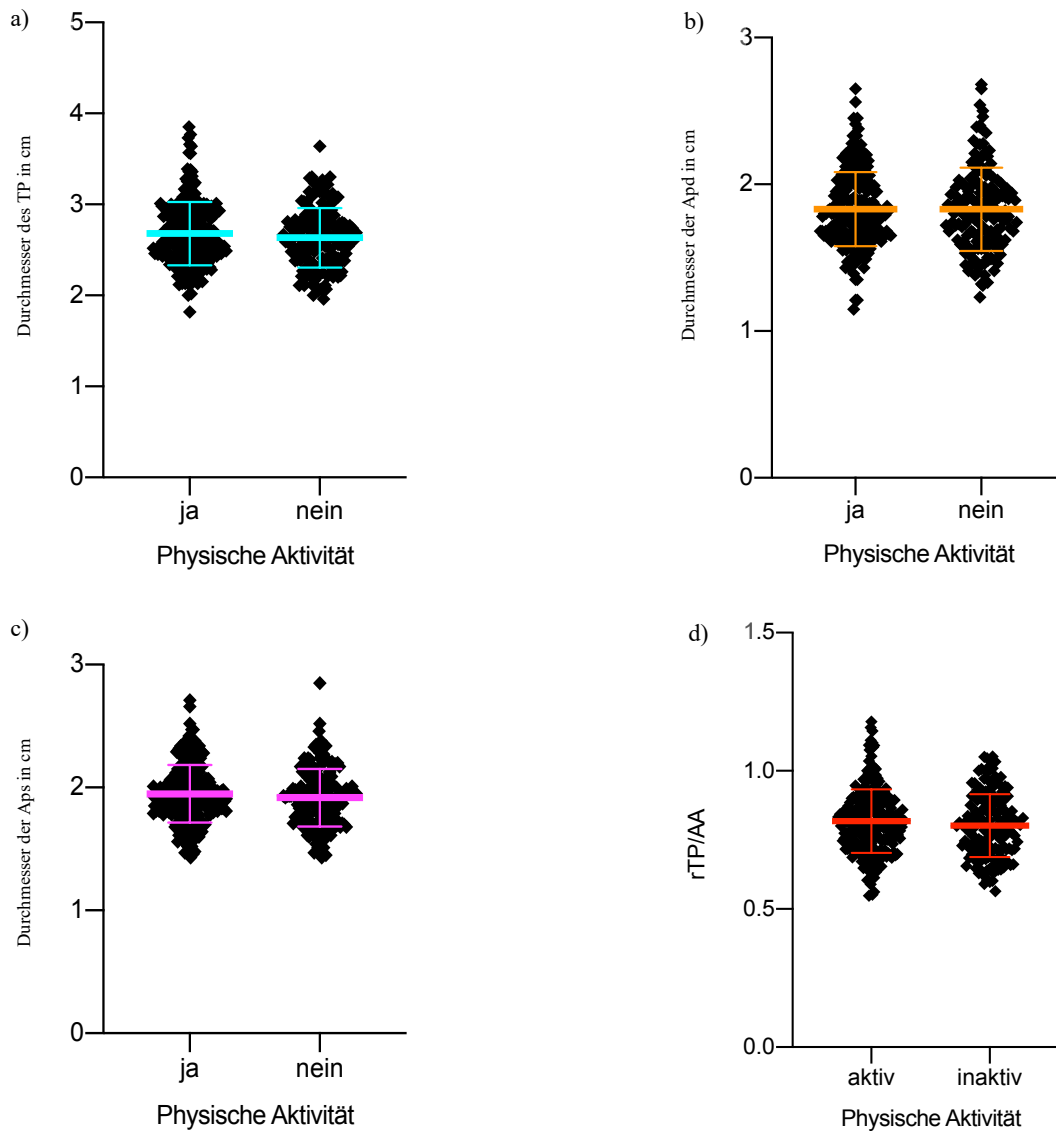 a)
5
4
3
2
1
0
Durchmesser des TP in cm
ja nein
Physische Aktivität
b)
3
2
1
0
Durchmesser der Apd in cm
ja nein
Physische Aktivität
c)
3
2
1
0
Durchmesser der Aps in cm
ja nein
Physische Aktivität
d)
1.5
1.0
0.5
0.0
rTP/AA
aktiv inaktiv
Physische Aktivität